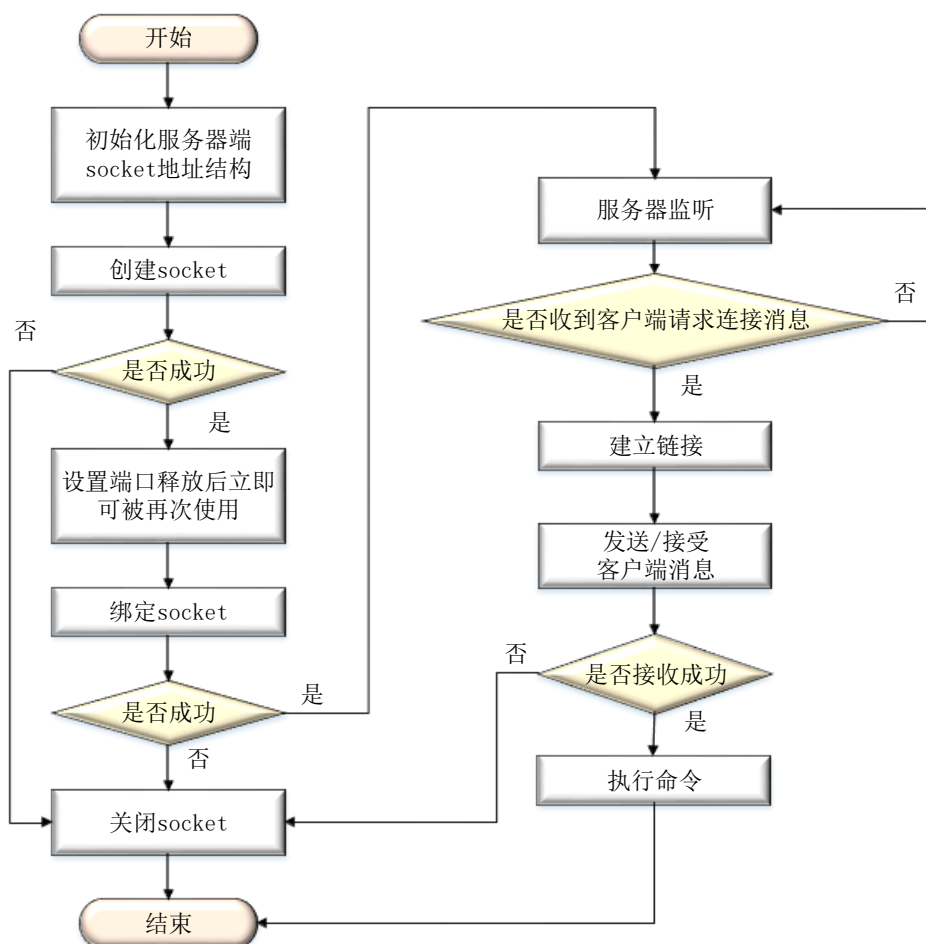 开始
初始化服务器端
socket地址结构
创建socket
否
是否成功
是
设置端口释放后立即
可被再次使用
绑定socket
是否成功
是
否
关闭socket
结束
服务器监听
否
是否收到客户端请求连接消息
是
建立链接
发送/接受
客户端消息
否
是否接收成功
是
执行命令